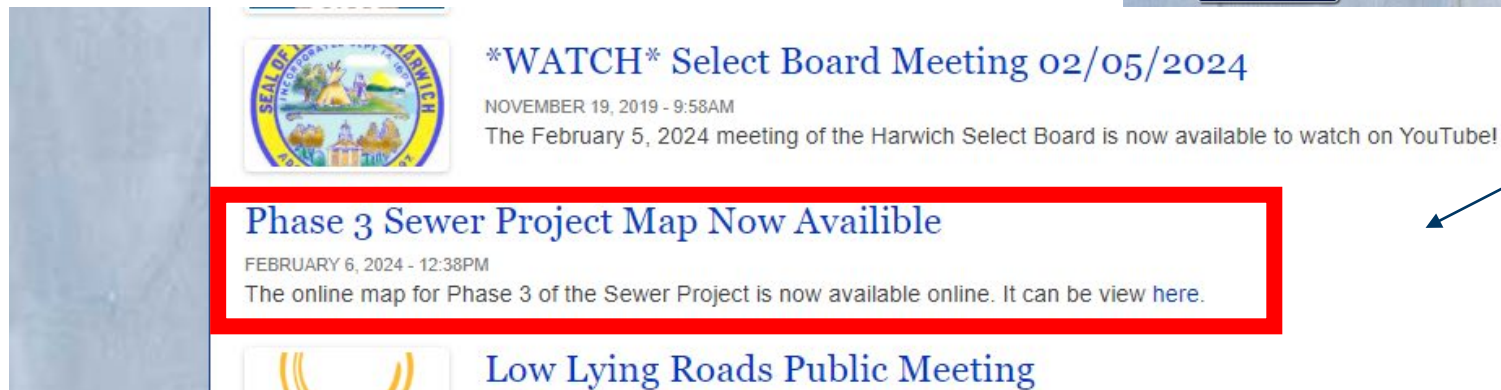 *WATCH* Select Board Meeting 02/05/2024
NOVEMBER 19, 2019 - 9:58AM
The February 5, 2024 meeting of the Harwich Select Board is now available to watch on YouTube!
Phase 3 Sewer Project Map Now Availible
FEBRUARY 6, 2024 - 12:38PM
The online map for Phase 3 of the Sewer Project is now available online. It can be view here.
Low Lying Roads Public Meeting